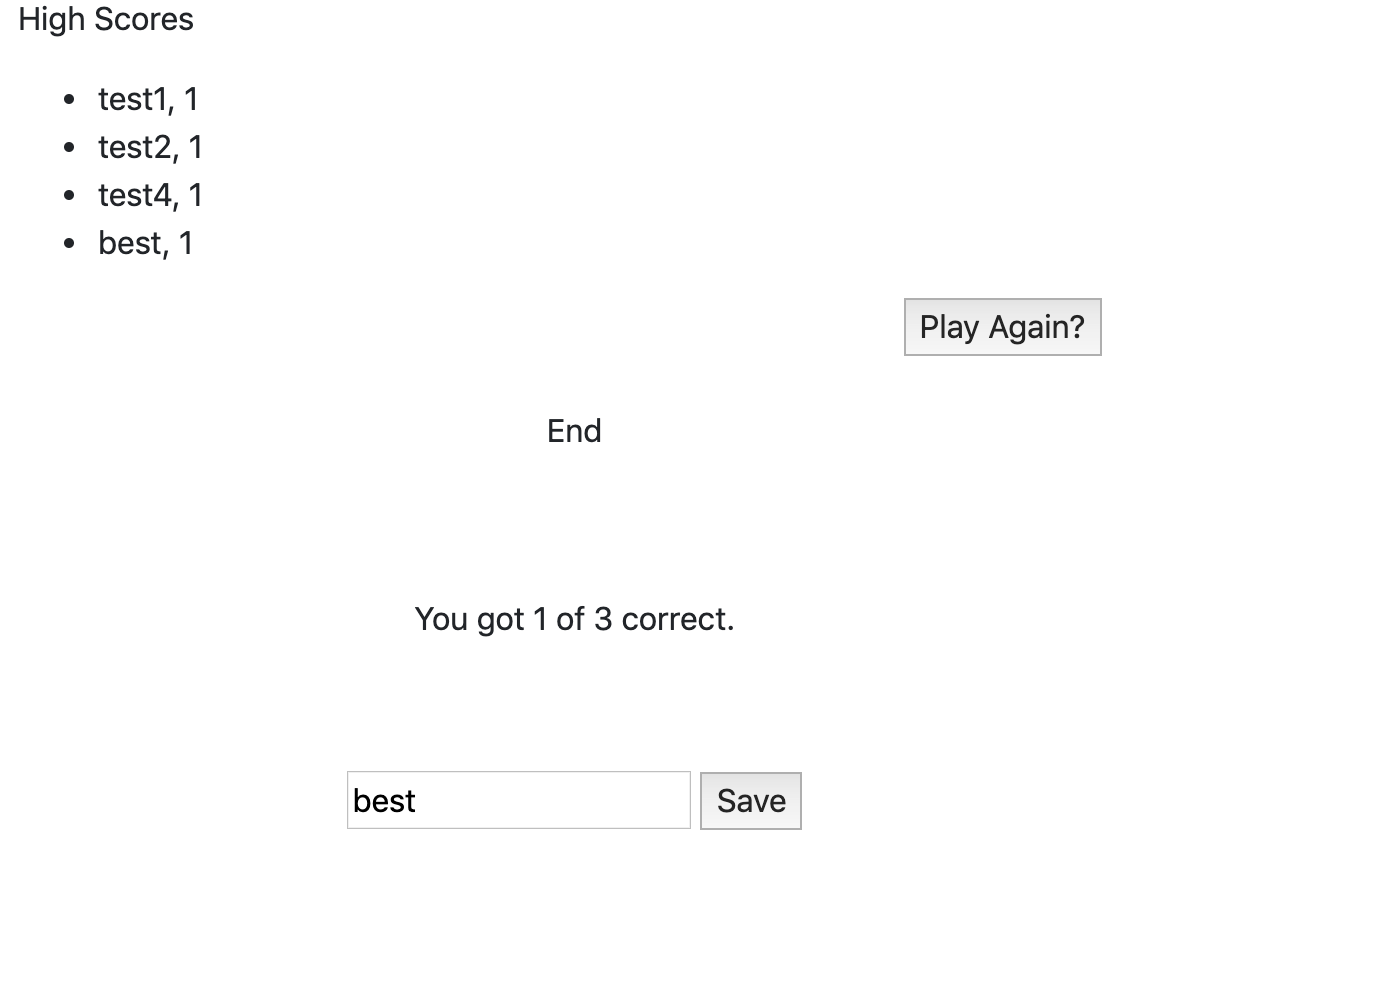 High Scores
test1, 1
test2, 1
test4, 1
best, 1
Play Again?
End
You got 1 of 3 correct.
best
Save